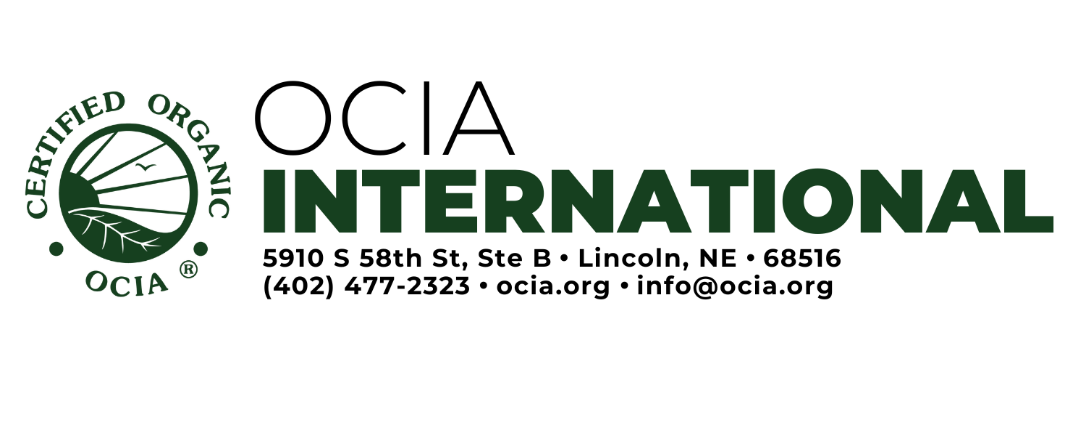 CERTIFIED ORGANIC
OCIA ®
OCIA
INTERNATIONAL
5910 S 58th St, Ste B • Lincoln, NE • 68516
(402) 477-2323 • ocia.org • info@ocia.org